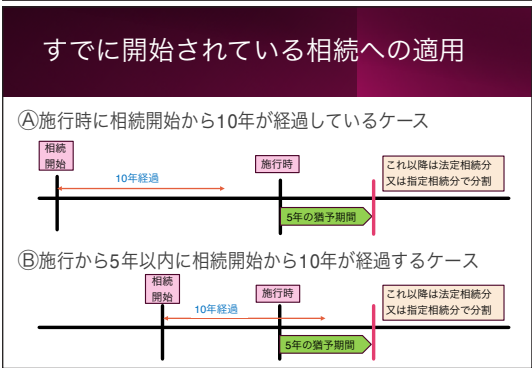 すでに開始されている相続への適用
Ⓐ施行時に相続開始から10年が経過しているケース
相続
開始
10年経過
施行時
これ以降は法定相続分
又は指定相続分で分割
5年の猶予期間
Ⓑ施行から5年以内に相続開始から10年が経過するケース
相続
開始
10年経過
施行時
これ以降は法定相続分
又は指定相続分で分割
5年の猶予期間